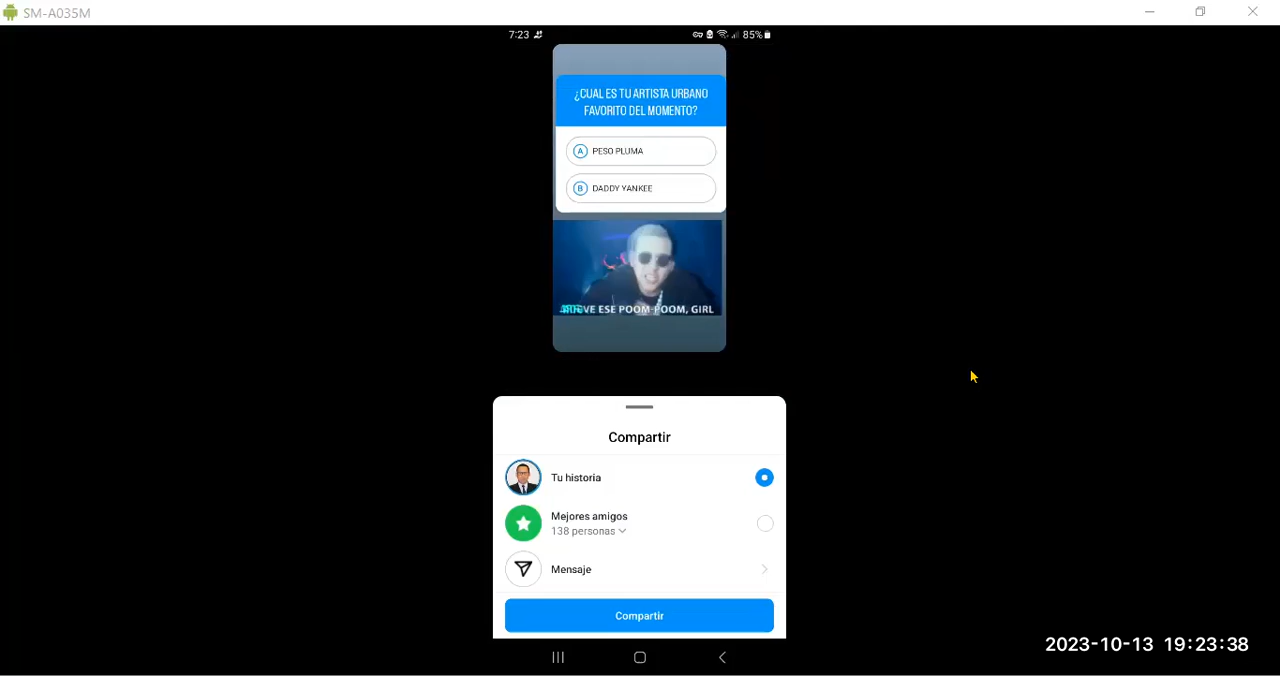 SM-A035M
7:23
85%
¿CUAL ES TU ARTISTA URBANO
FAVORITO DEL MOMENTO?
A PESO PLUMA
B DADDY YANKEE
VE ESE POOM-POOM, GIRL
Compartir
Tu historia
Mejores amigos
138 personas
Mensaje
Compartir
2023-10-13 19:23:38